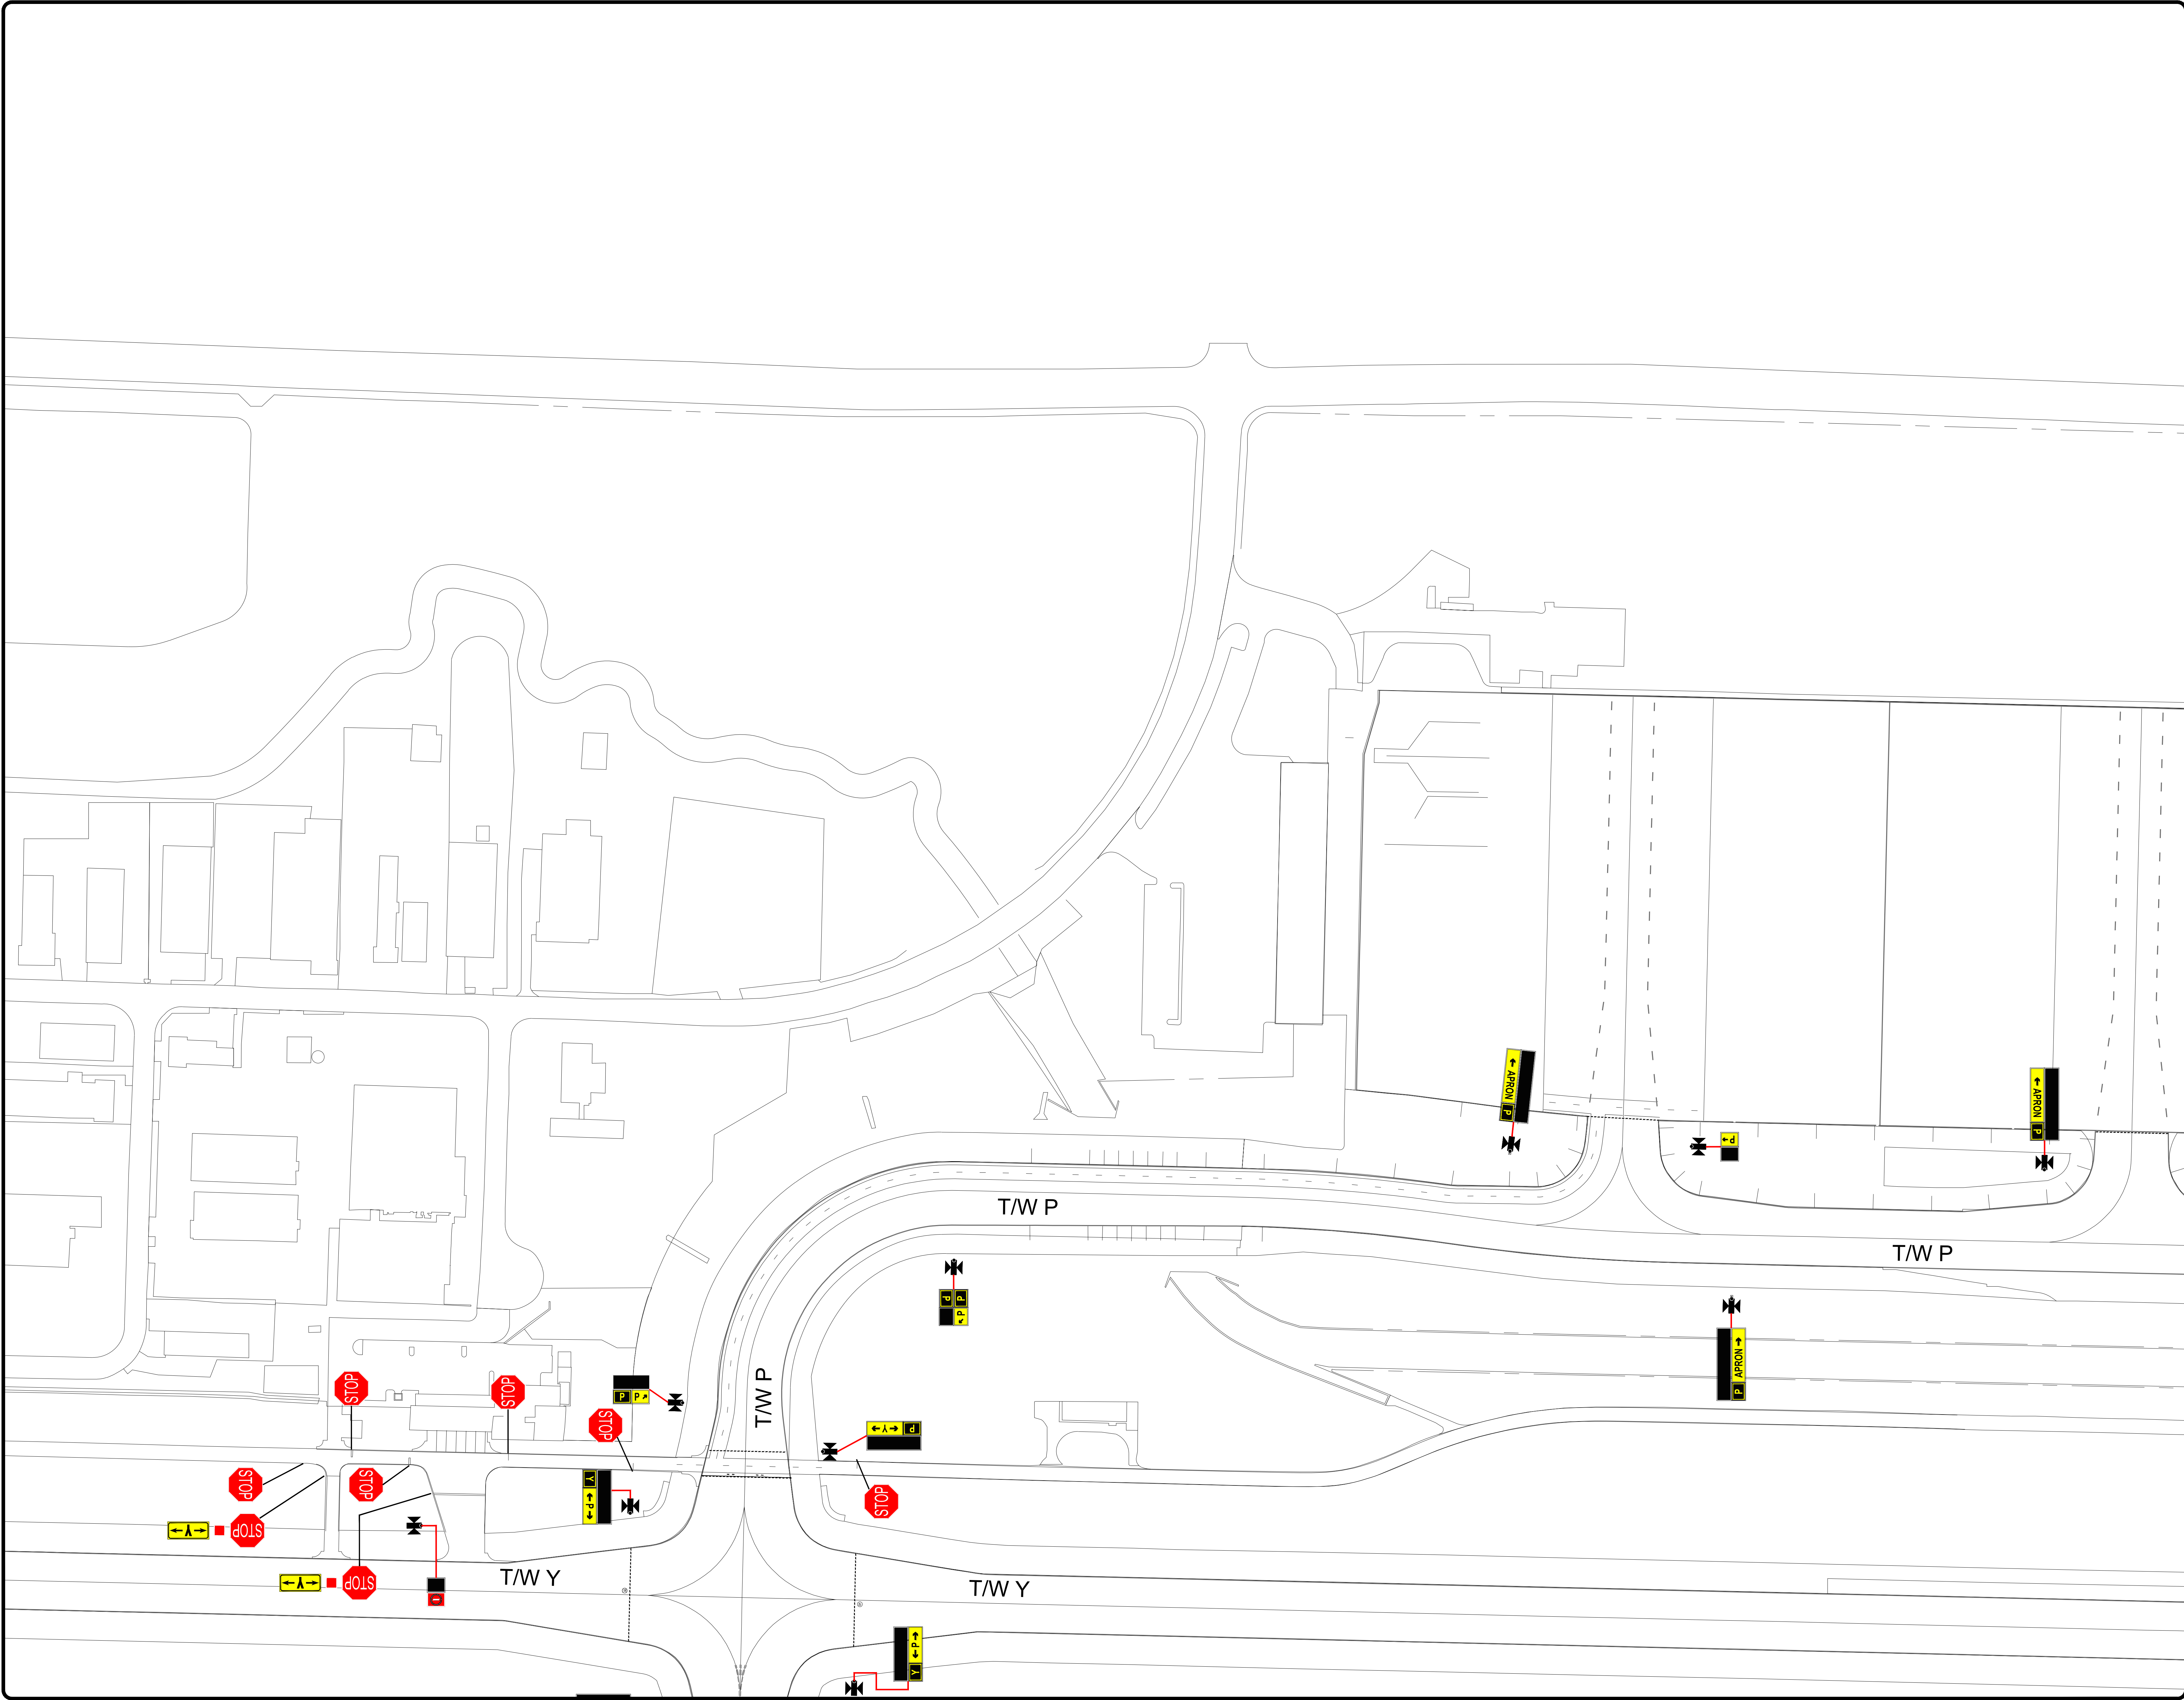 ← APRON
P
← APRON
P
P→
T/W P
T/W P
P
P
P↗
APRON →
P
STOP
STOP
P
P↗
T/W P
STOP
P
←Y→
Y
←P→
STOP
STOP
STOP
←Y→
STOP
T/W Y
T/W Y
←Y→
STOP
←P→
Y